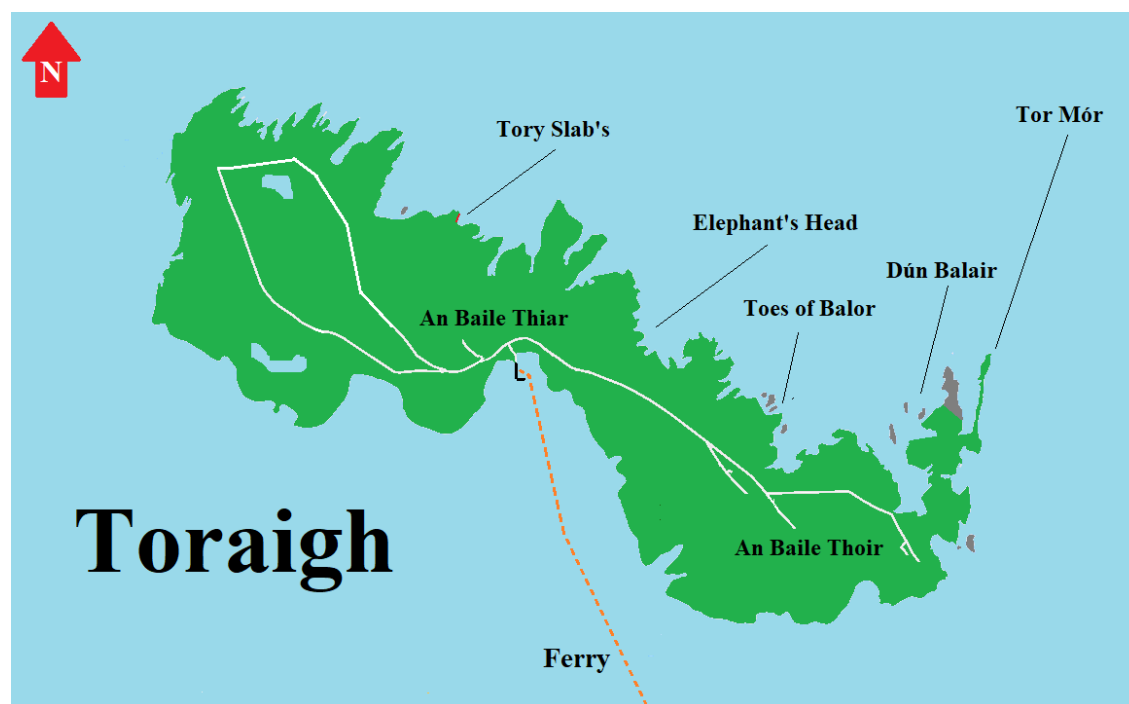 N
Tor Mór
Tory Slab's
Elephant's Head
Dún Balair
Toes of Balor
An Baile Thiar
Toraigh
An Baile Thoir
Ferry